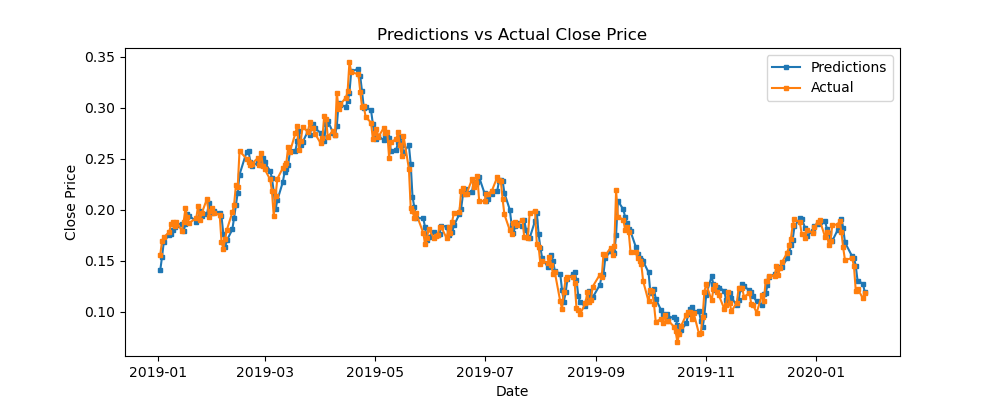 Predictions vs Actual Close Price
Predictions
Actual
Close Price
0.35
0.30
0.25
0.20
0.15
0.10
2019-01
2019-03
2019-05
2019-07
2019-09
2019-11
2020-01
Date